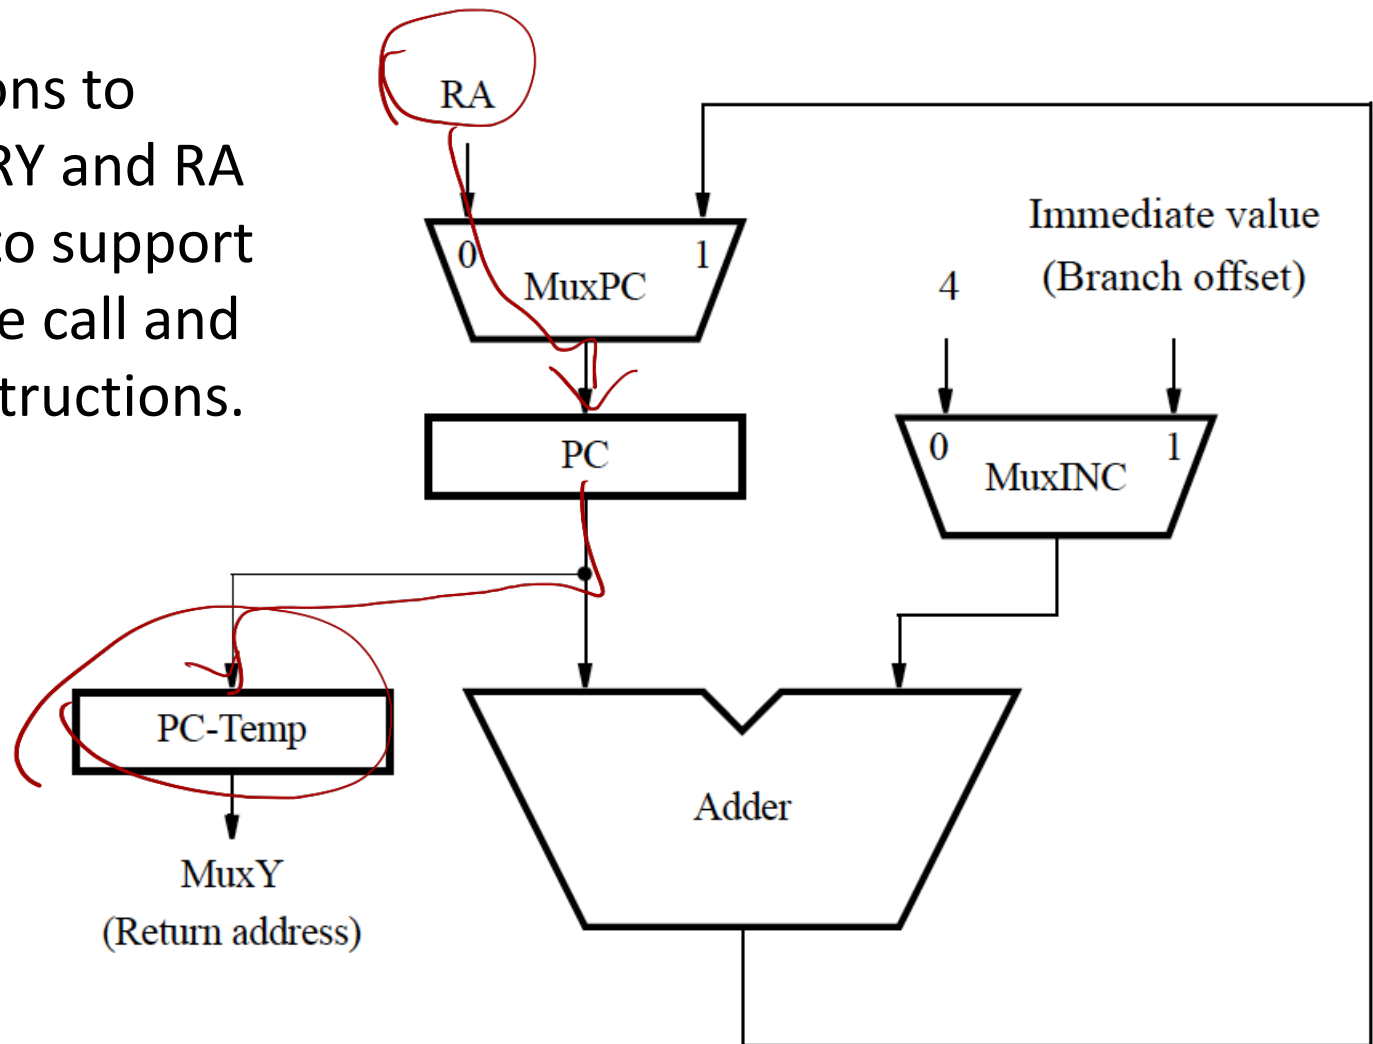 ons to
RY and RA
to support
e call and
structions.
RA
0 1
MuxPC
PC
Immediate value
(Branch offset)
4
0 1
MuxINC
PC-Temp
Adder
MuxY
(Return address)